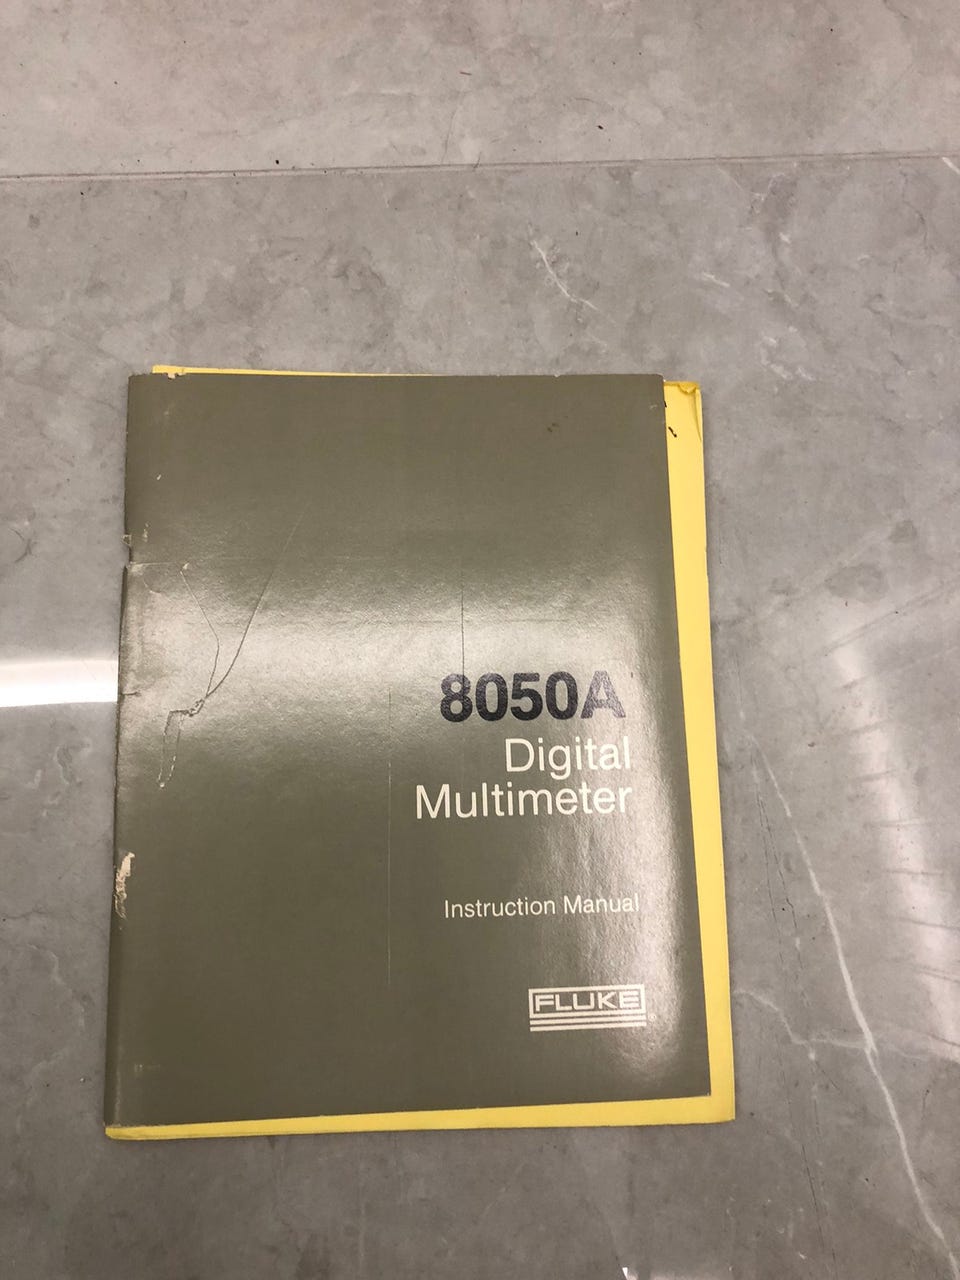 8050A
Digital
Multimeter
Instruction Manual
FLUKE
®